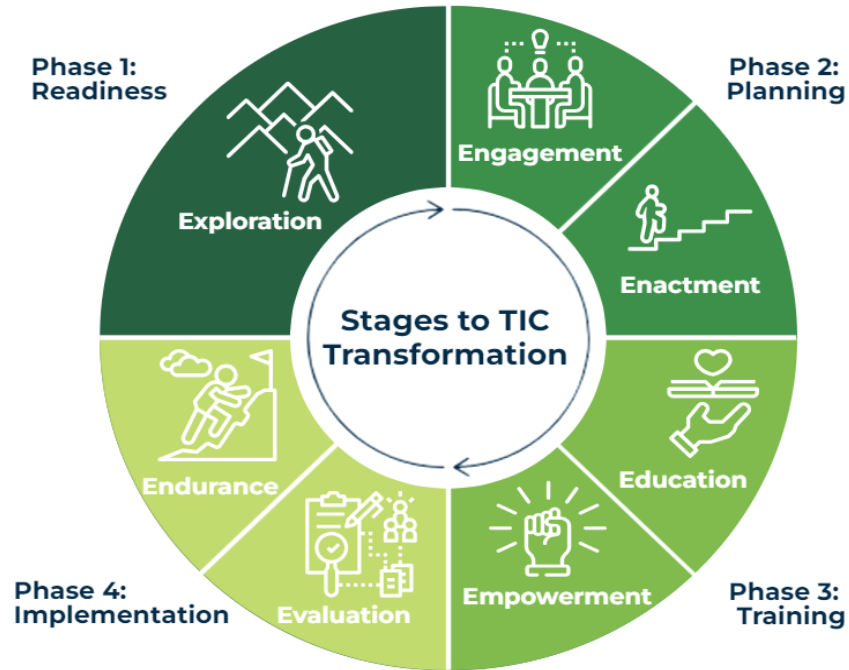 Phase 1:
Readiness
Exploration
Phase 2:
Planning
Engagement
Enactment
Stages to TIC
Transformation
Education
Empowerment
Phase 3:
Training
Evaluation
Endurance
Phase 4:
Implementation